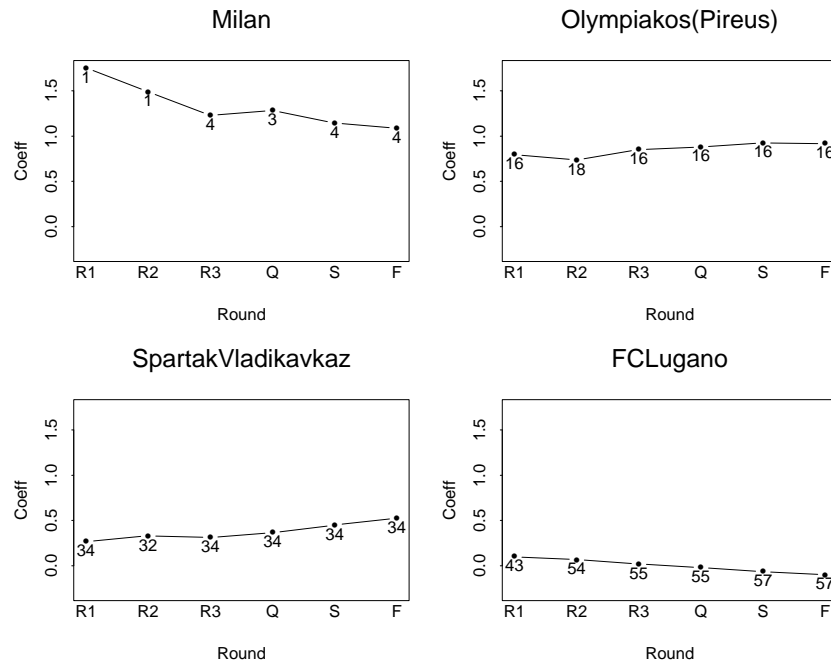 Milan
Coeff
0.0 0.5 1.0 1.5
1 1 4 3 4 4
R1 R2 R3 Q S F
Round
Olympiakos(Pireus)
Coeff
0.0 0.5 1.0 1.5
16 18 16 16 16 16
R1 R2 R3 Q S F
Round
SpartakVladikavkaz
Coeff
0.0 0.5 1.0 1.5
34 32 34 34 34 34
R1 R2 R3 Q S F
Round
FCLugano
Coeff
0.0 0.5 1.0 1.5
43 54 55 55 57 57
R1 R2 R3 Q S F
Round